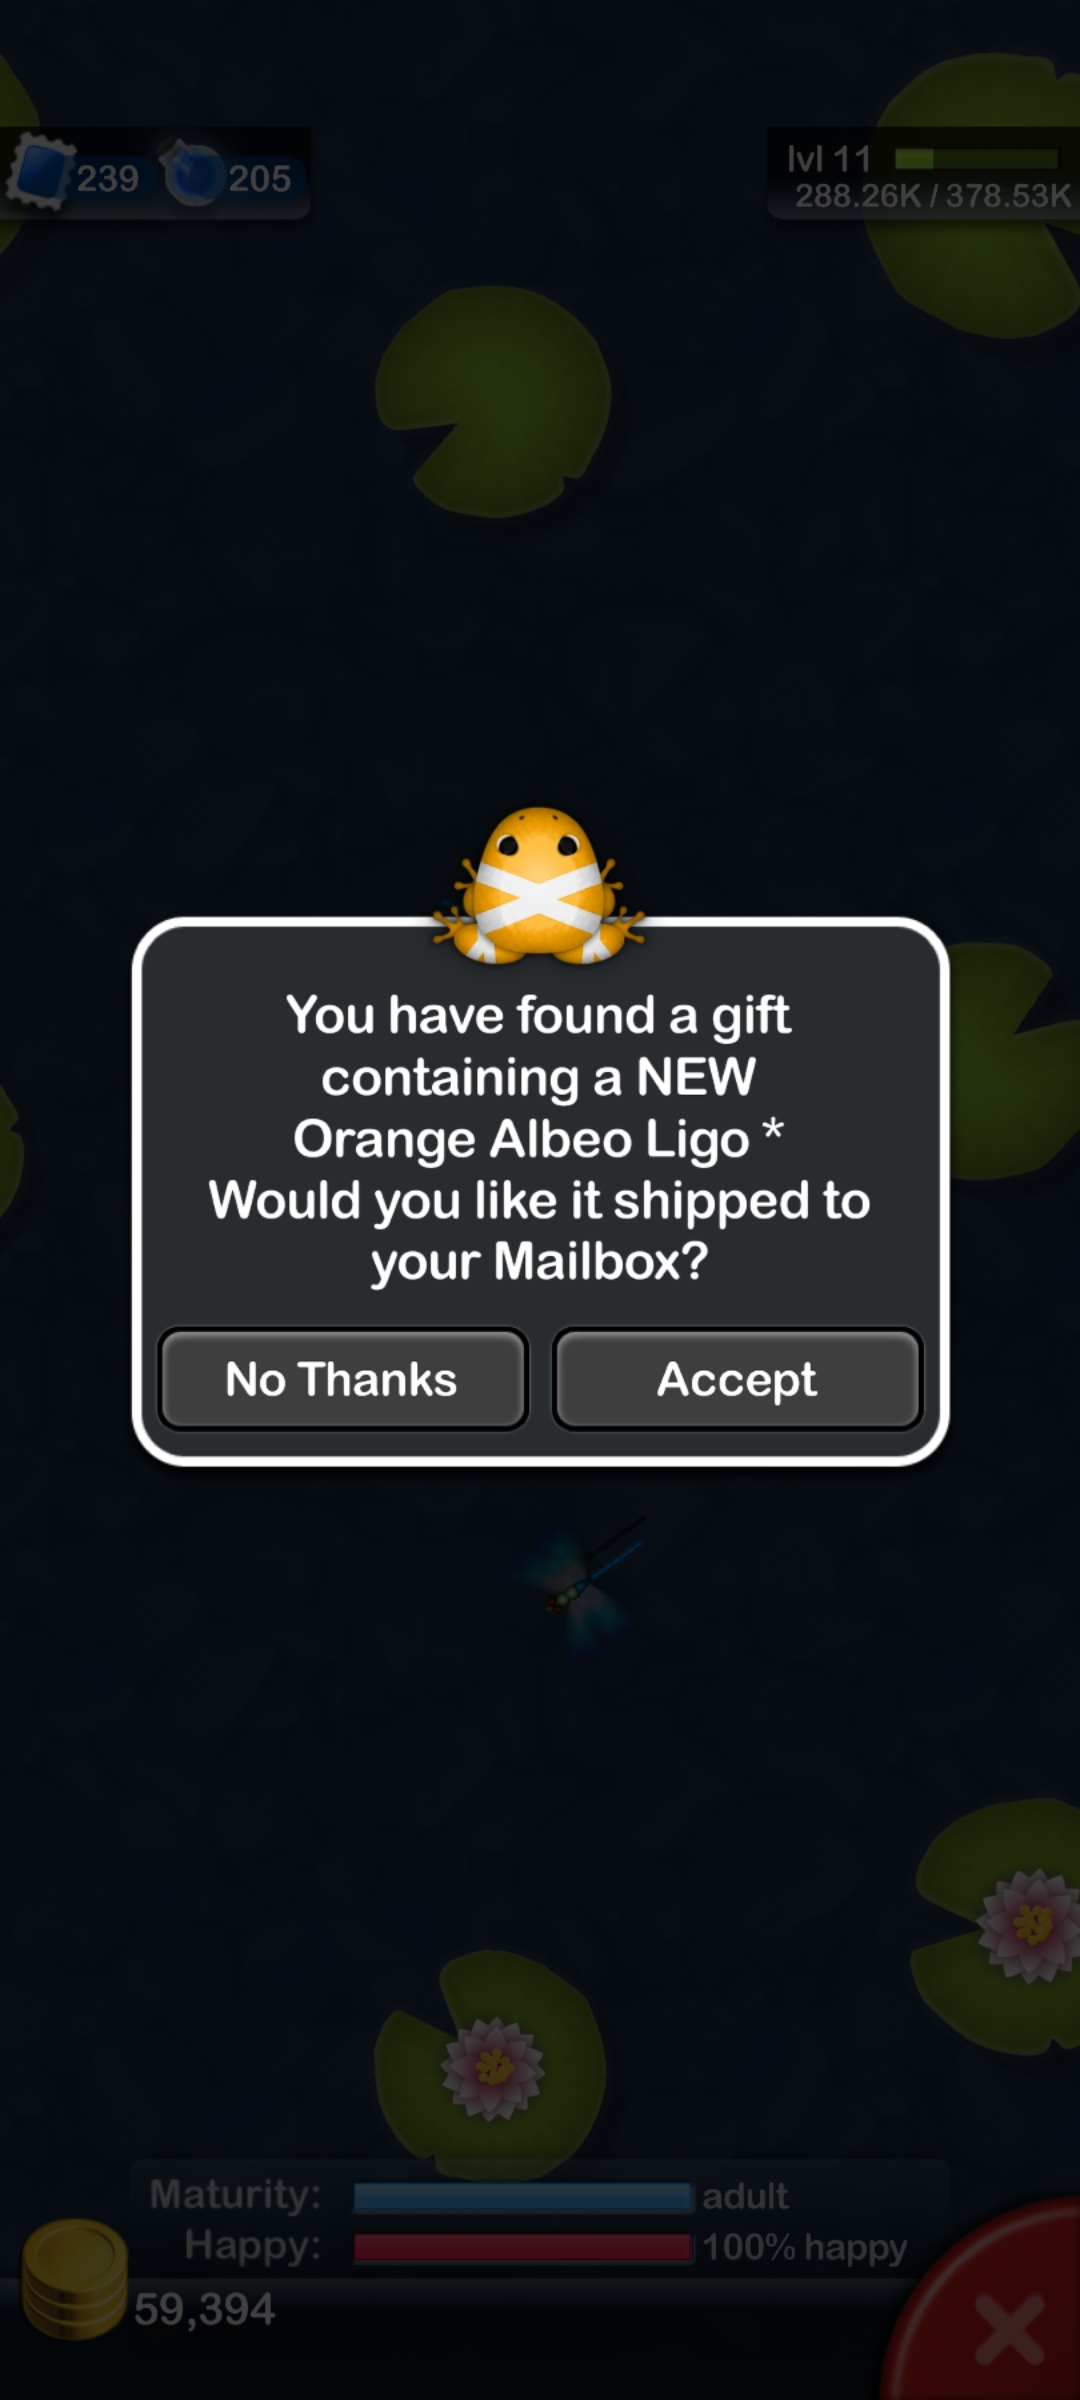 239 205
lvl 11
288.26K / 378.53K
You have found a gift
containing a NEW
Orange Albeo Ligo *
Would you like it shipped to
your Mailbox?
No Thanks Accept
Maturity: adult
Happy: 100% happy
59,394